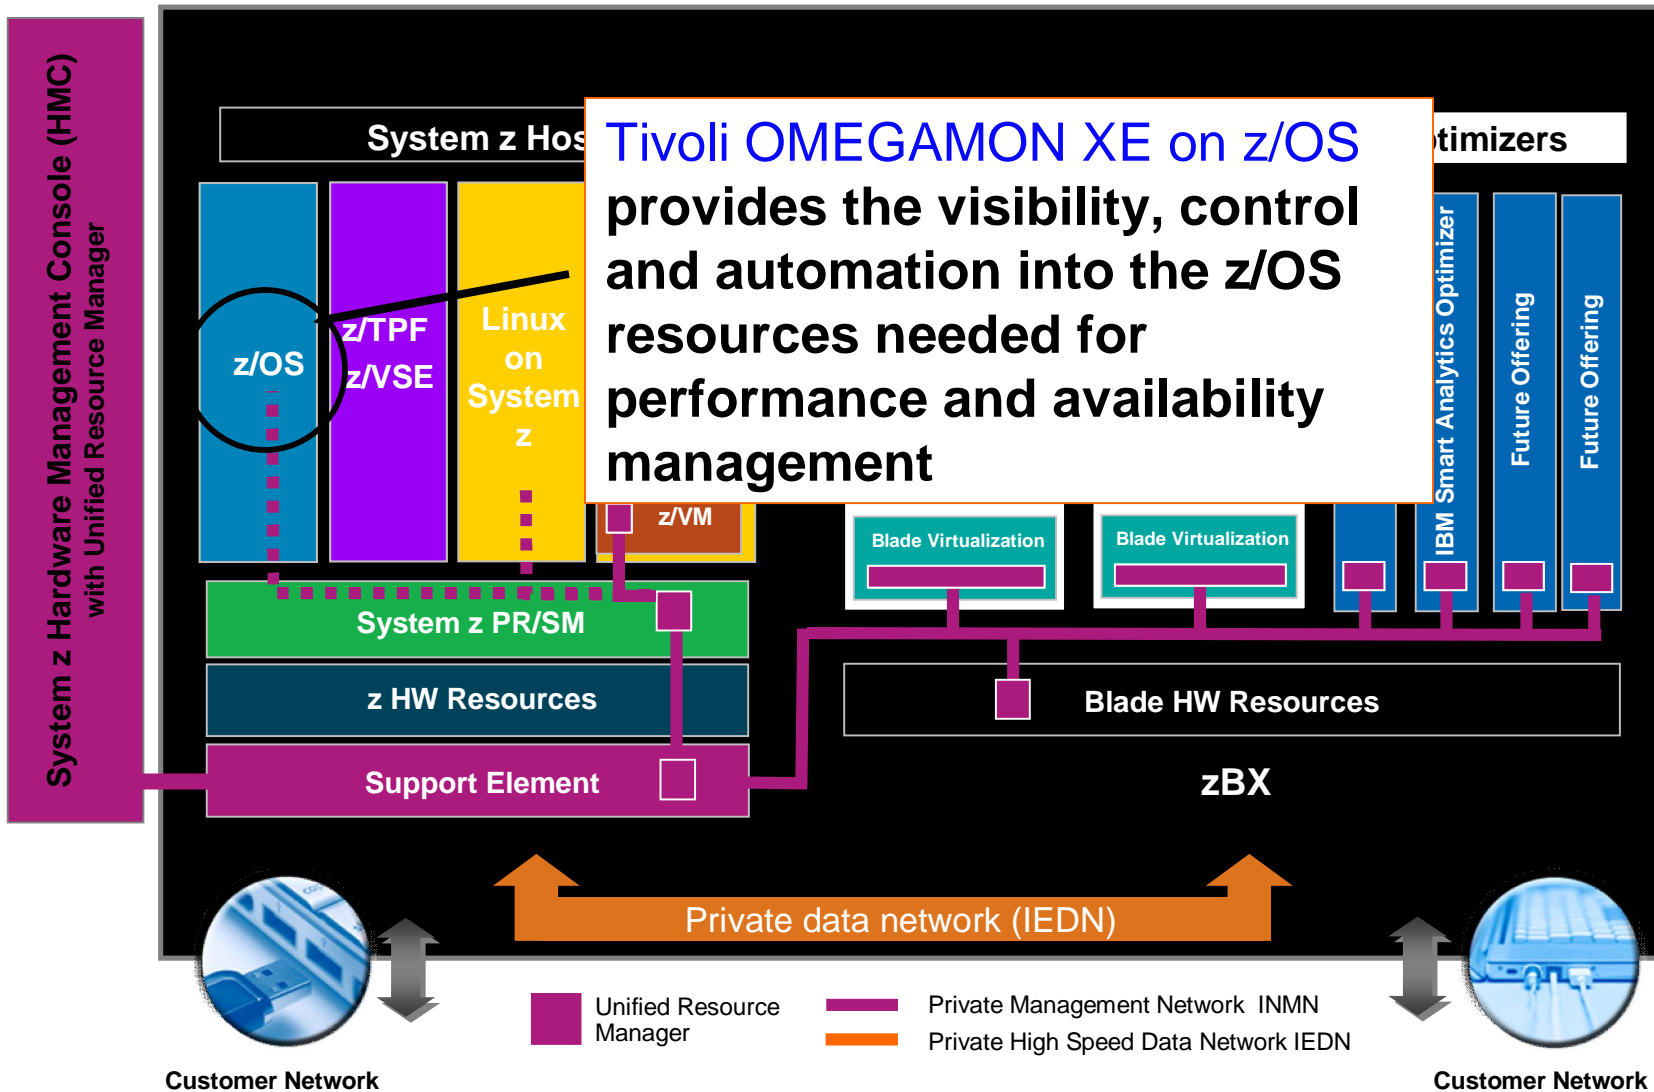 System z Hardware Management Console (HMC)
with Unified Resource Manager
System z Hos
Tivoli OMEGAMON XE on z/OS
provides the visibility, control
and automation into the z/OS
resources needed for
performance and availability
management
timizers
z/OS
z/TPF
z/VSE
Linux
on
System
z
z/VM
Blade Virtualization
Blade Virtualization
IBM Smart Analytics Optimizer
Future Offering
Future Offering
System z PR/SM
z HW Resources
Support Element
Blade HW Resources
zBX
Private data network (IEDN)
Unified Resource
Manager
Private Management Network INMN
Private High Speed Data Network IEDN
Customer Network
Customer Network